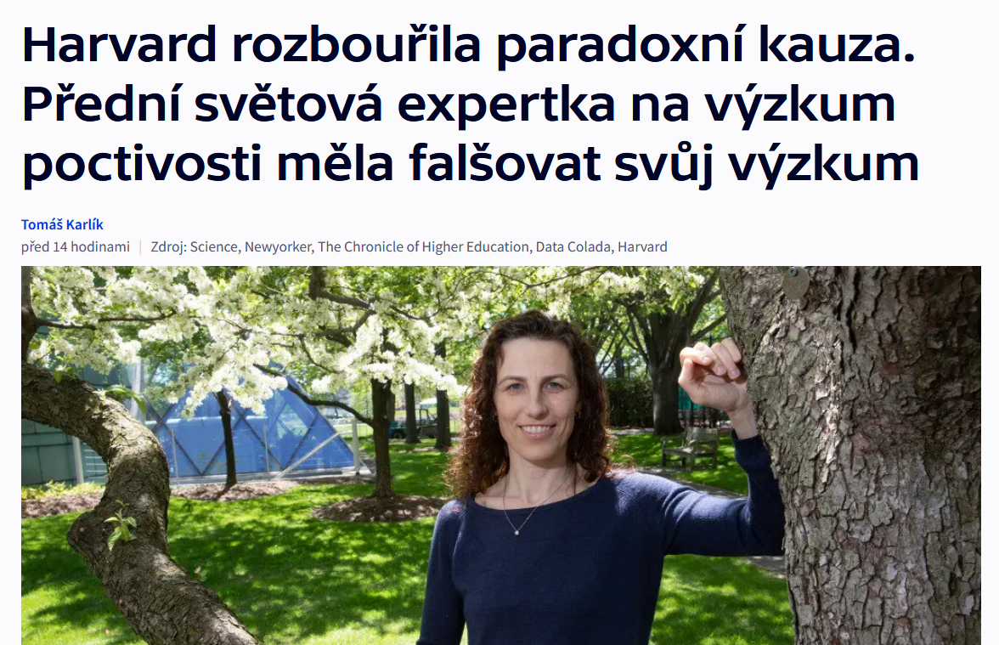 Harvard rozbouřila paradoxní kauza.
Přední světová expertka na výzkum
poctivosti měla falšovat svůj výzkum
Tomáš Karlík
před 14 hodinami | Zdroj: Science, Newyorker, The Chronicle of Higher Education, Data Colada, Harvard